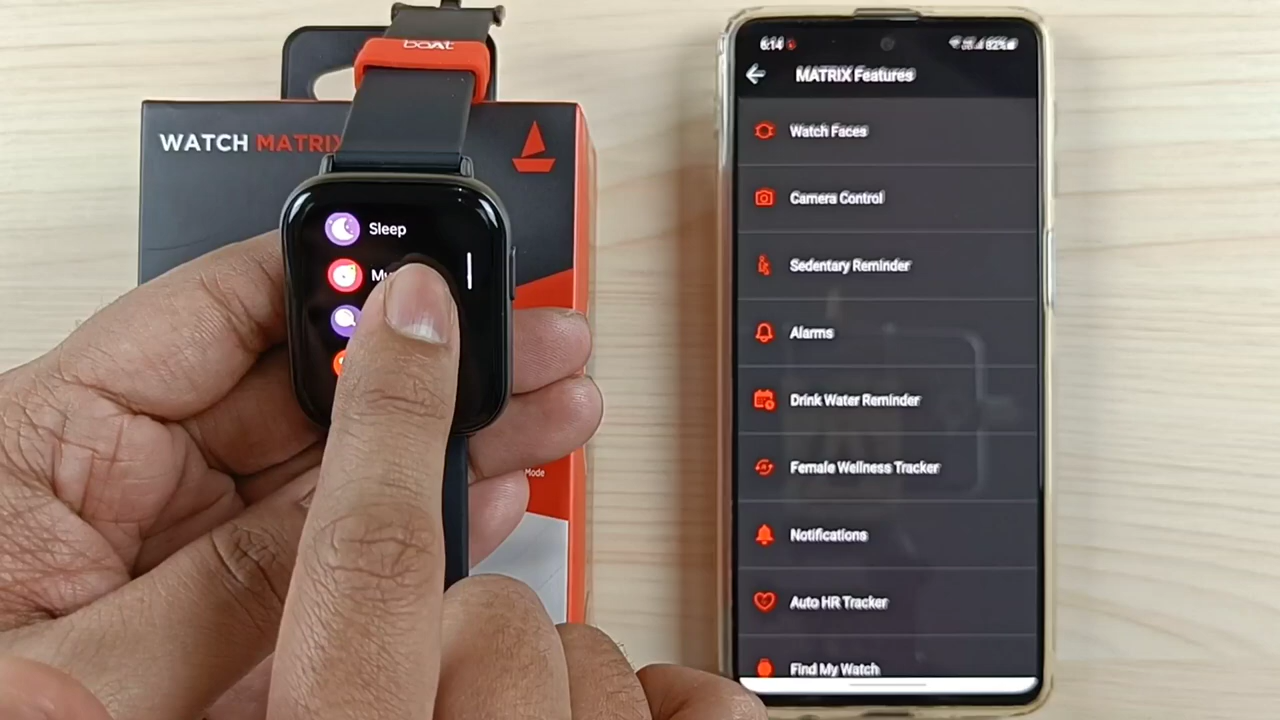 boAt
WATCH MATRIX
Sleep
Mode
6:14
82%
MATRIX Features
Watch Faces
Camera Control
Sedentary Reminder
Alarms
Drink Water Reminder
Female Wellness Tracker
Notifications
Auto HR Tracker
Find My Watch